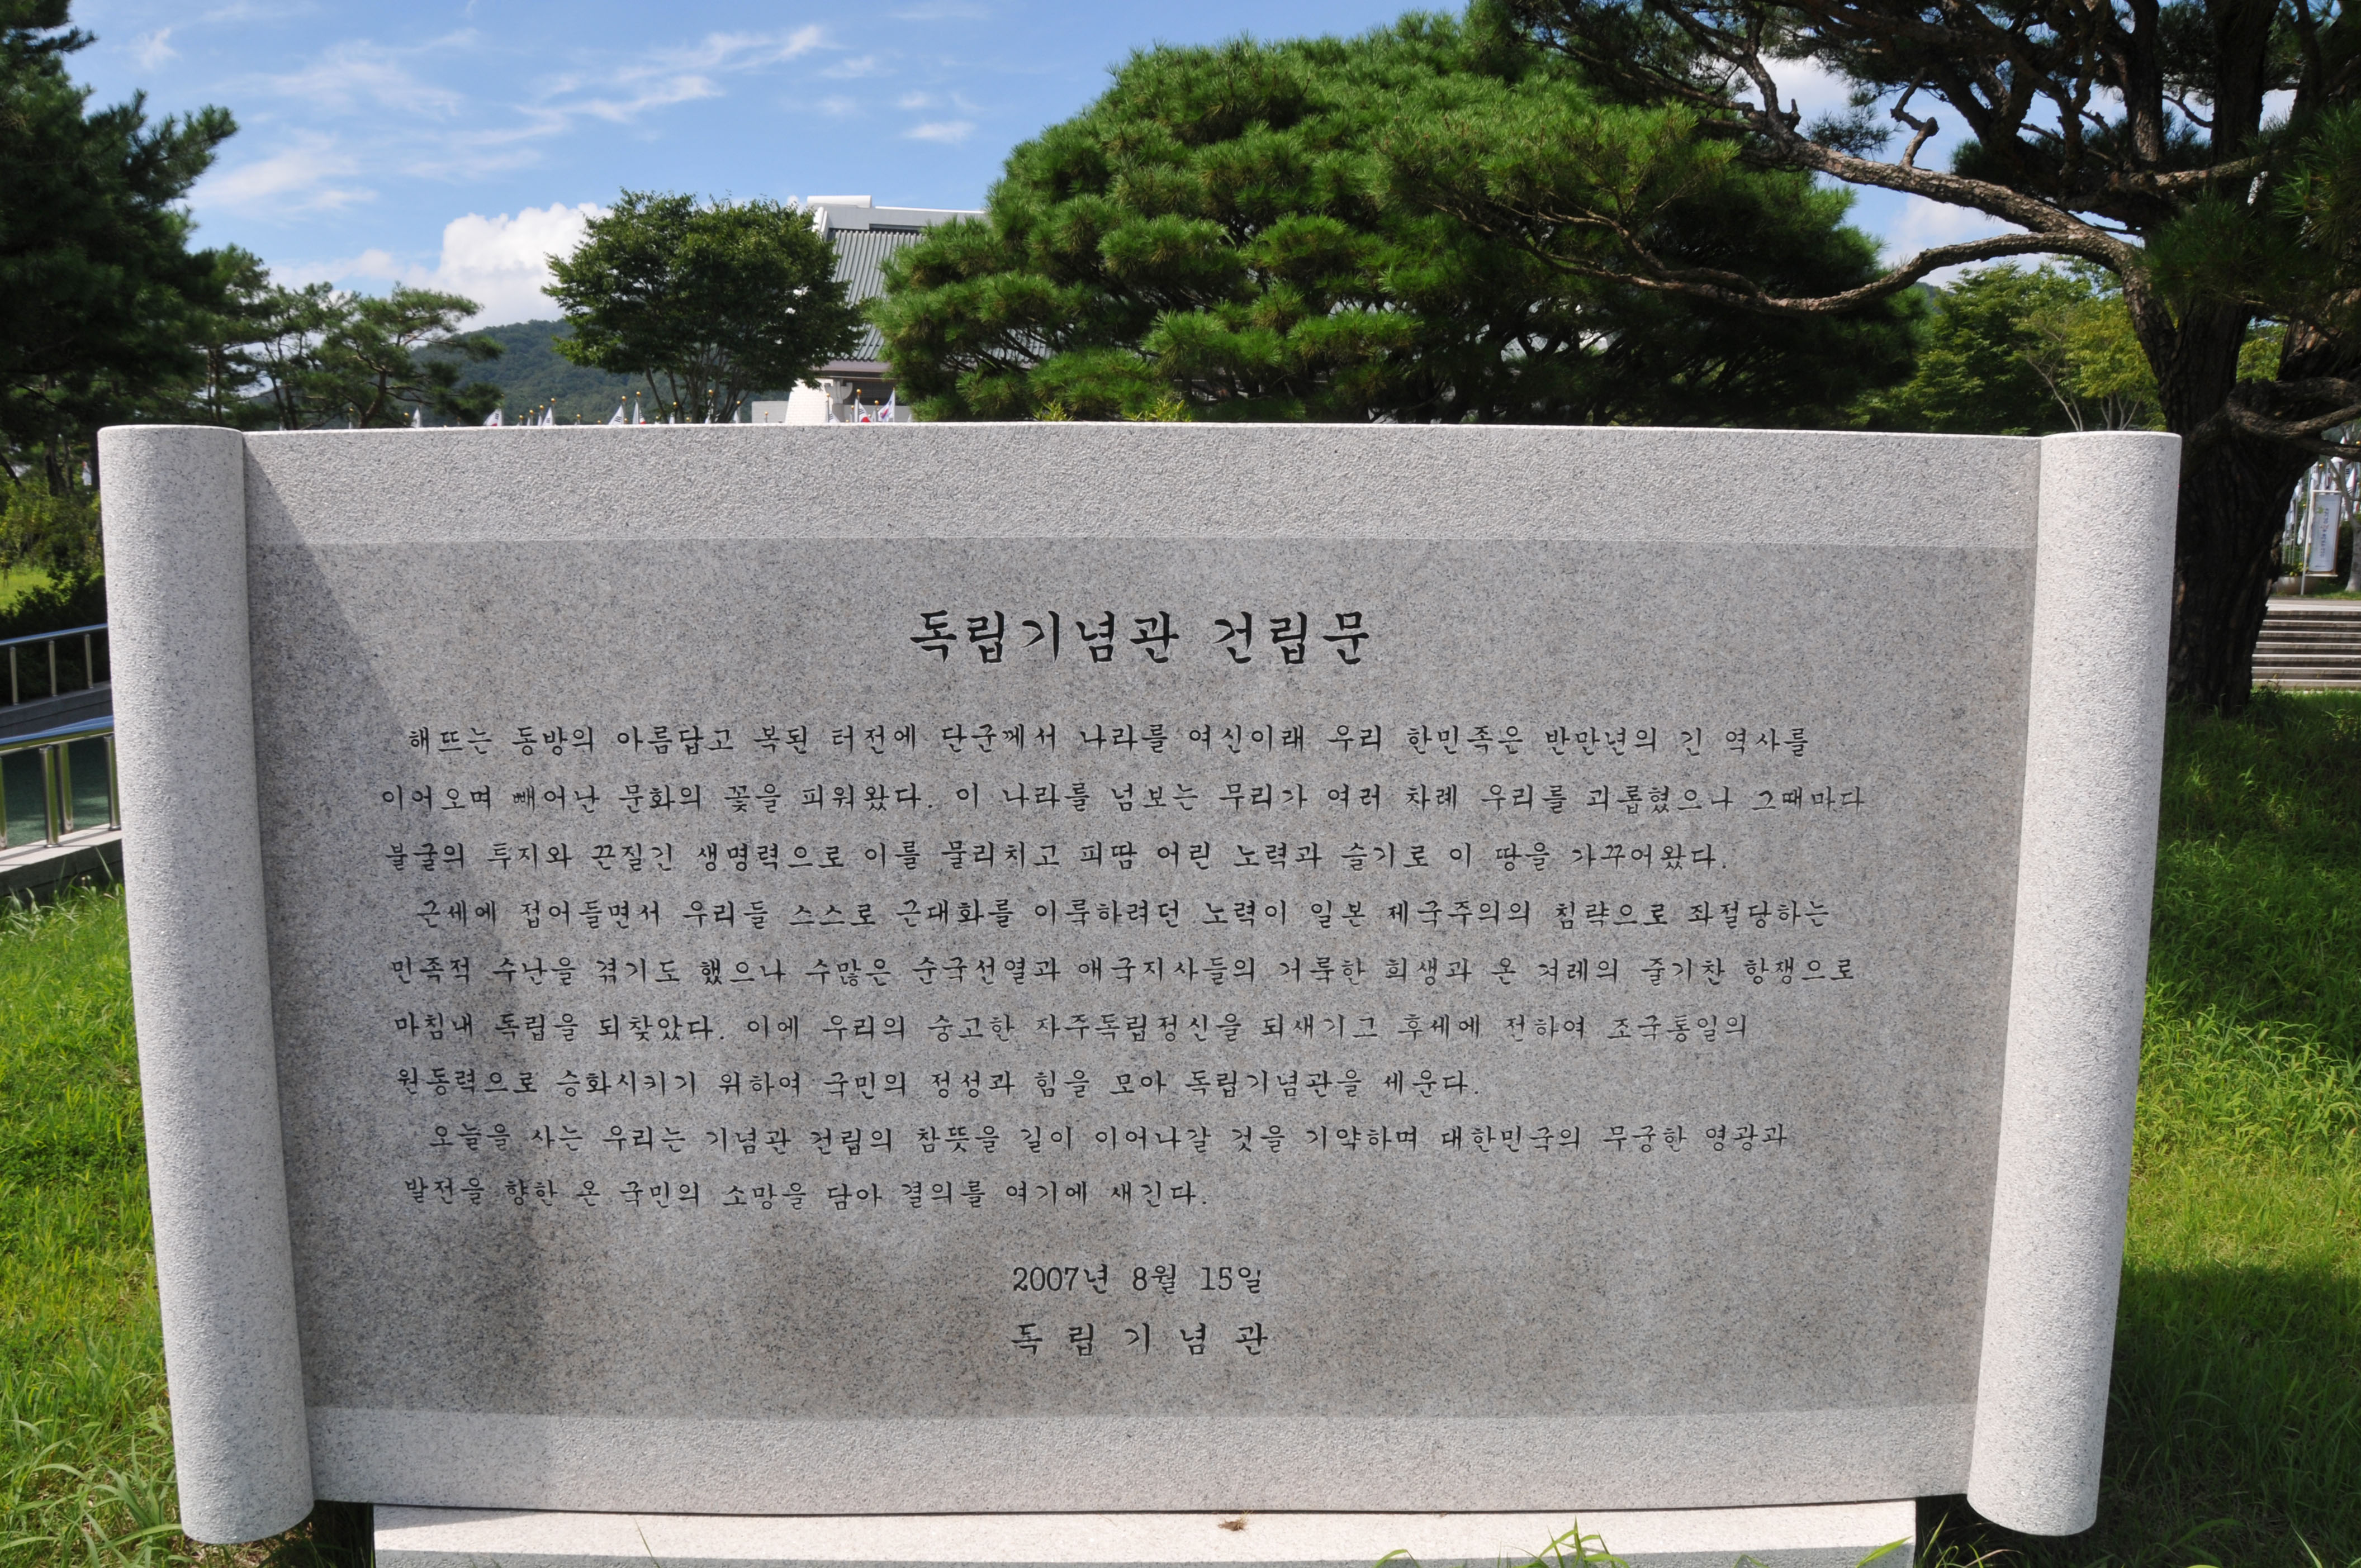 독립기념관 건립문
해뜨는 동방의 아름답고 복된 터전에 단군께서 나라를 여신이래 우리 한민족은 반만년의 긴 역사를
이어오며 빼어난 문화의 꽃을 피워왔다. 이 나라를 넘보는 무리가 여러 차례 우리를 괴롭혔으나 그때마다
불굴의 투지와 끈질긴 생명력으로 이를 물리치고 피땀 어린 노력과 슬기로 이 땅을 가꾸어왔다.
근세에 접어들면서 우리들 스스로 근대화를 이룩하려던 노력이 일본 제국주의의 침략으로 좌절당하는
민족적 수난을 겪기도 했으나 수많은 순국선열과 애국지사들의 거룩한 희생과 온 겨레의 줄기찬 항쟁으로
마침내 독립을 되찾았다. 이에 우리의 숭고한 자주독립정신을 되새기고 후세에 전하여 조국통일의
원동력으로 승화시키기 위하여 국민의 정성과 힘을 모아 독립기념관을 세운다.
오늘을 사는 우리는 기념관 건립의 참뜻을 길이 이어나갈 것을 기약하며 대한민국의 무궁한 영광과
발전을 향한 온 국민의 소망을 담아 결의를 여기에 새긴다.
2007년 8월 15일
독립기념관